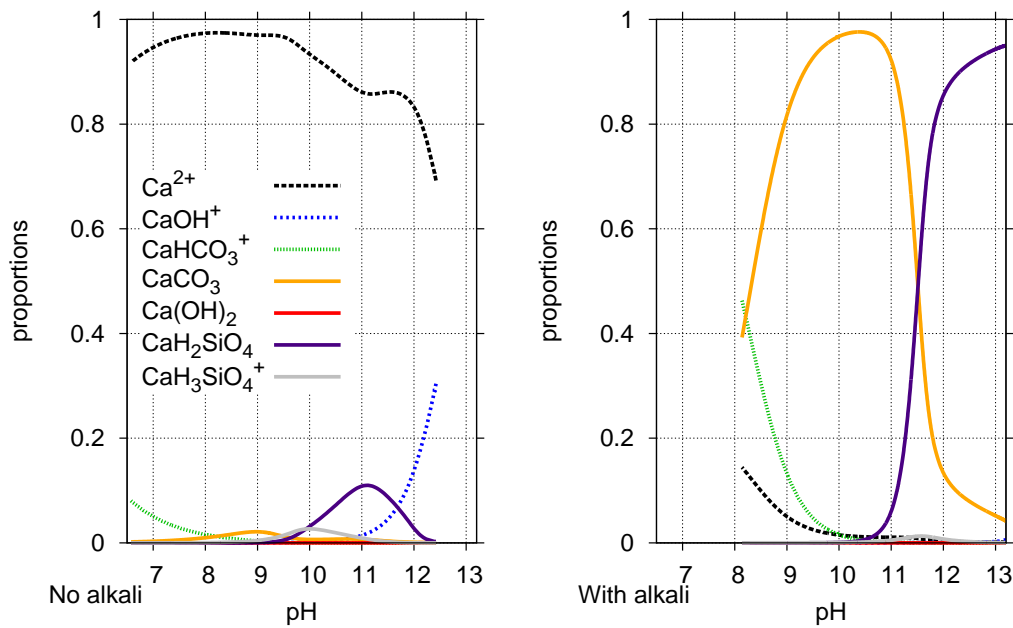 1
0.8
0.6
0.4
0.2
0
proportions
Ca2+
CaOH+
CaHCO3+
CaCO3
Ca(OH)2
CaH2SiO4
CaH3SiO4+
7 8 9 10 11 12 13
No alkali
pH
1
0.8
0.6
0.4
0.2
0
proportions
7 8 9 10 11 12 13
With alkali
pH